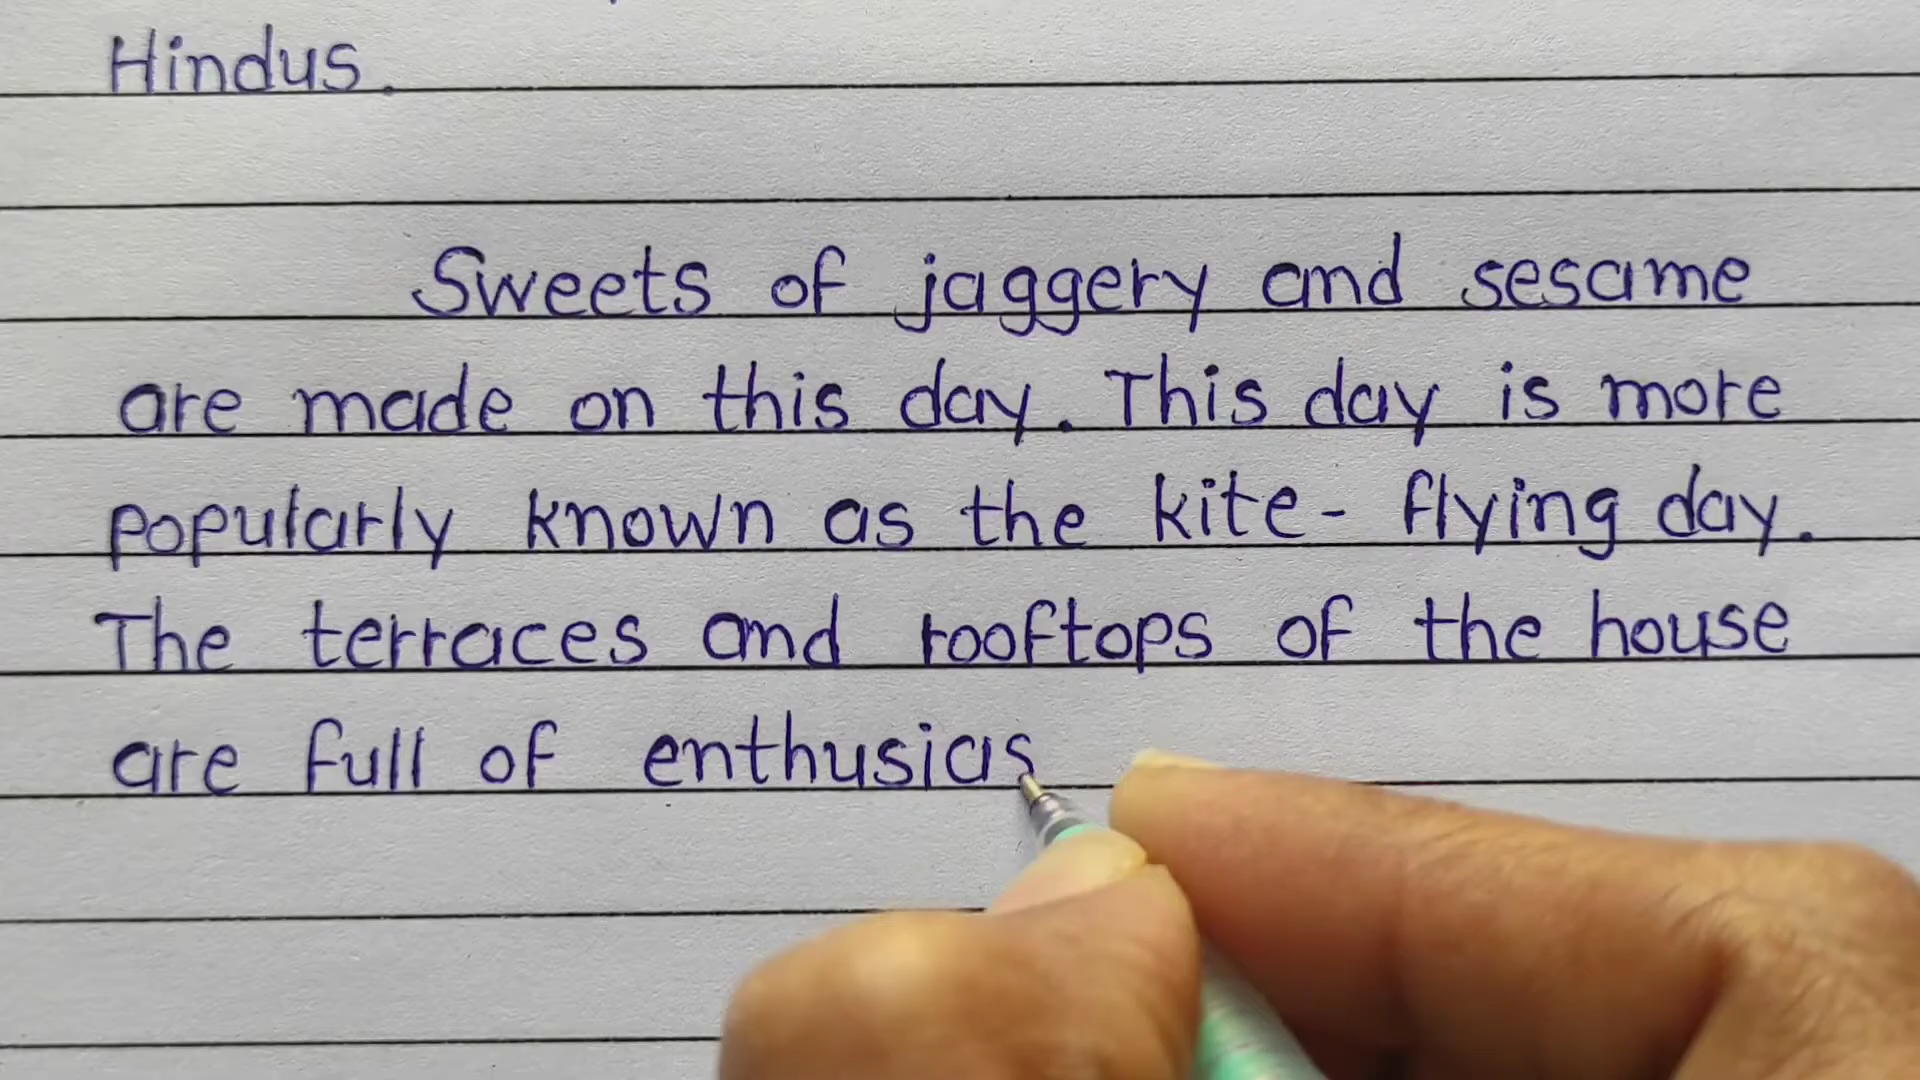 Hindus.
Sweets of jaggery and sesame
are made on this day. This day is more
popularly known as the kite- flying day.
The terraces and rooftops of the house
are full of enthusias